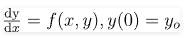 dy/dx = f(x, y), y(0) = y_o